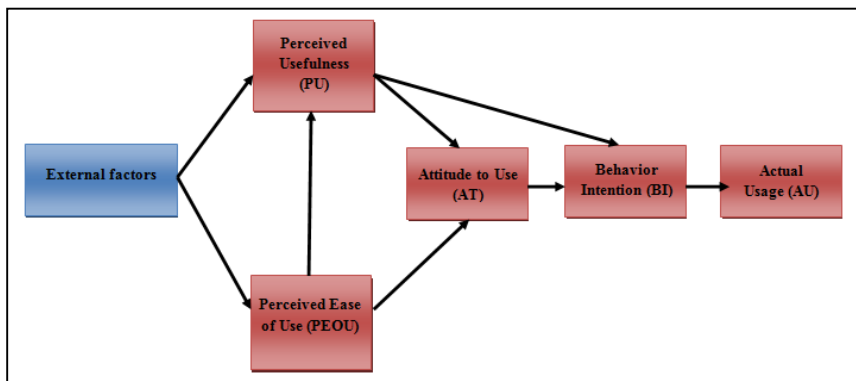 Perceived
Usefulness
(PU)
External factors
Attitude to Use
(AT)
Behavior
Intention (BI)
Actual
Usage (AU)
Perceived Ease
of Use (PEOU)